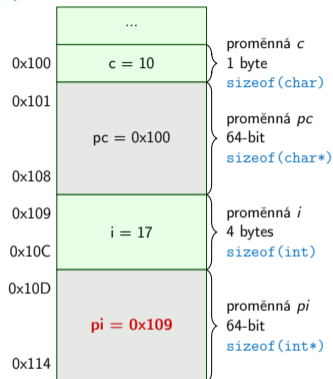 ...
0x100
c = 10
proměnná c
1 byte
sizeof(char)
0x101
pc = 0x100
proměnná pc
64-bit
sizeof(char*)
0x108
0x109
i = 17
proměnná i
4 bytes
sizeof(int)
0x10C
0x10D
pi = 0x109
proměnná pi
64-bit
sizeof(int*)
0x114